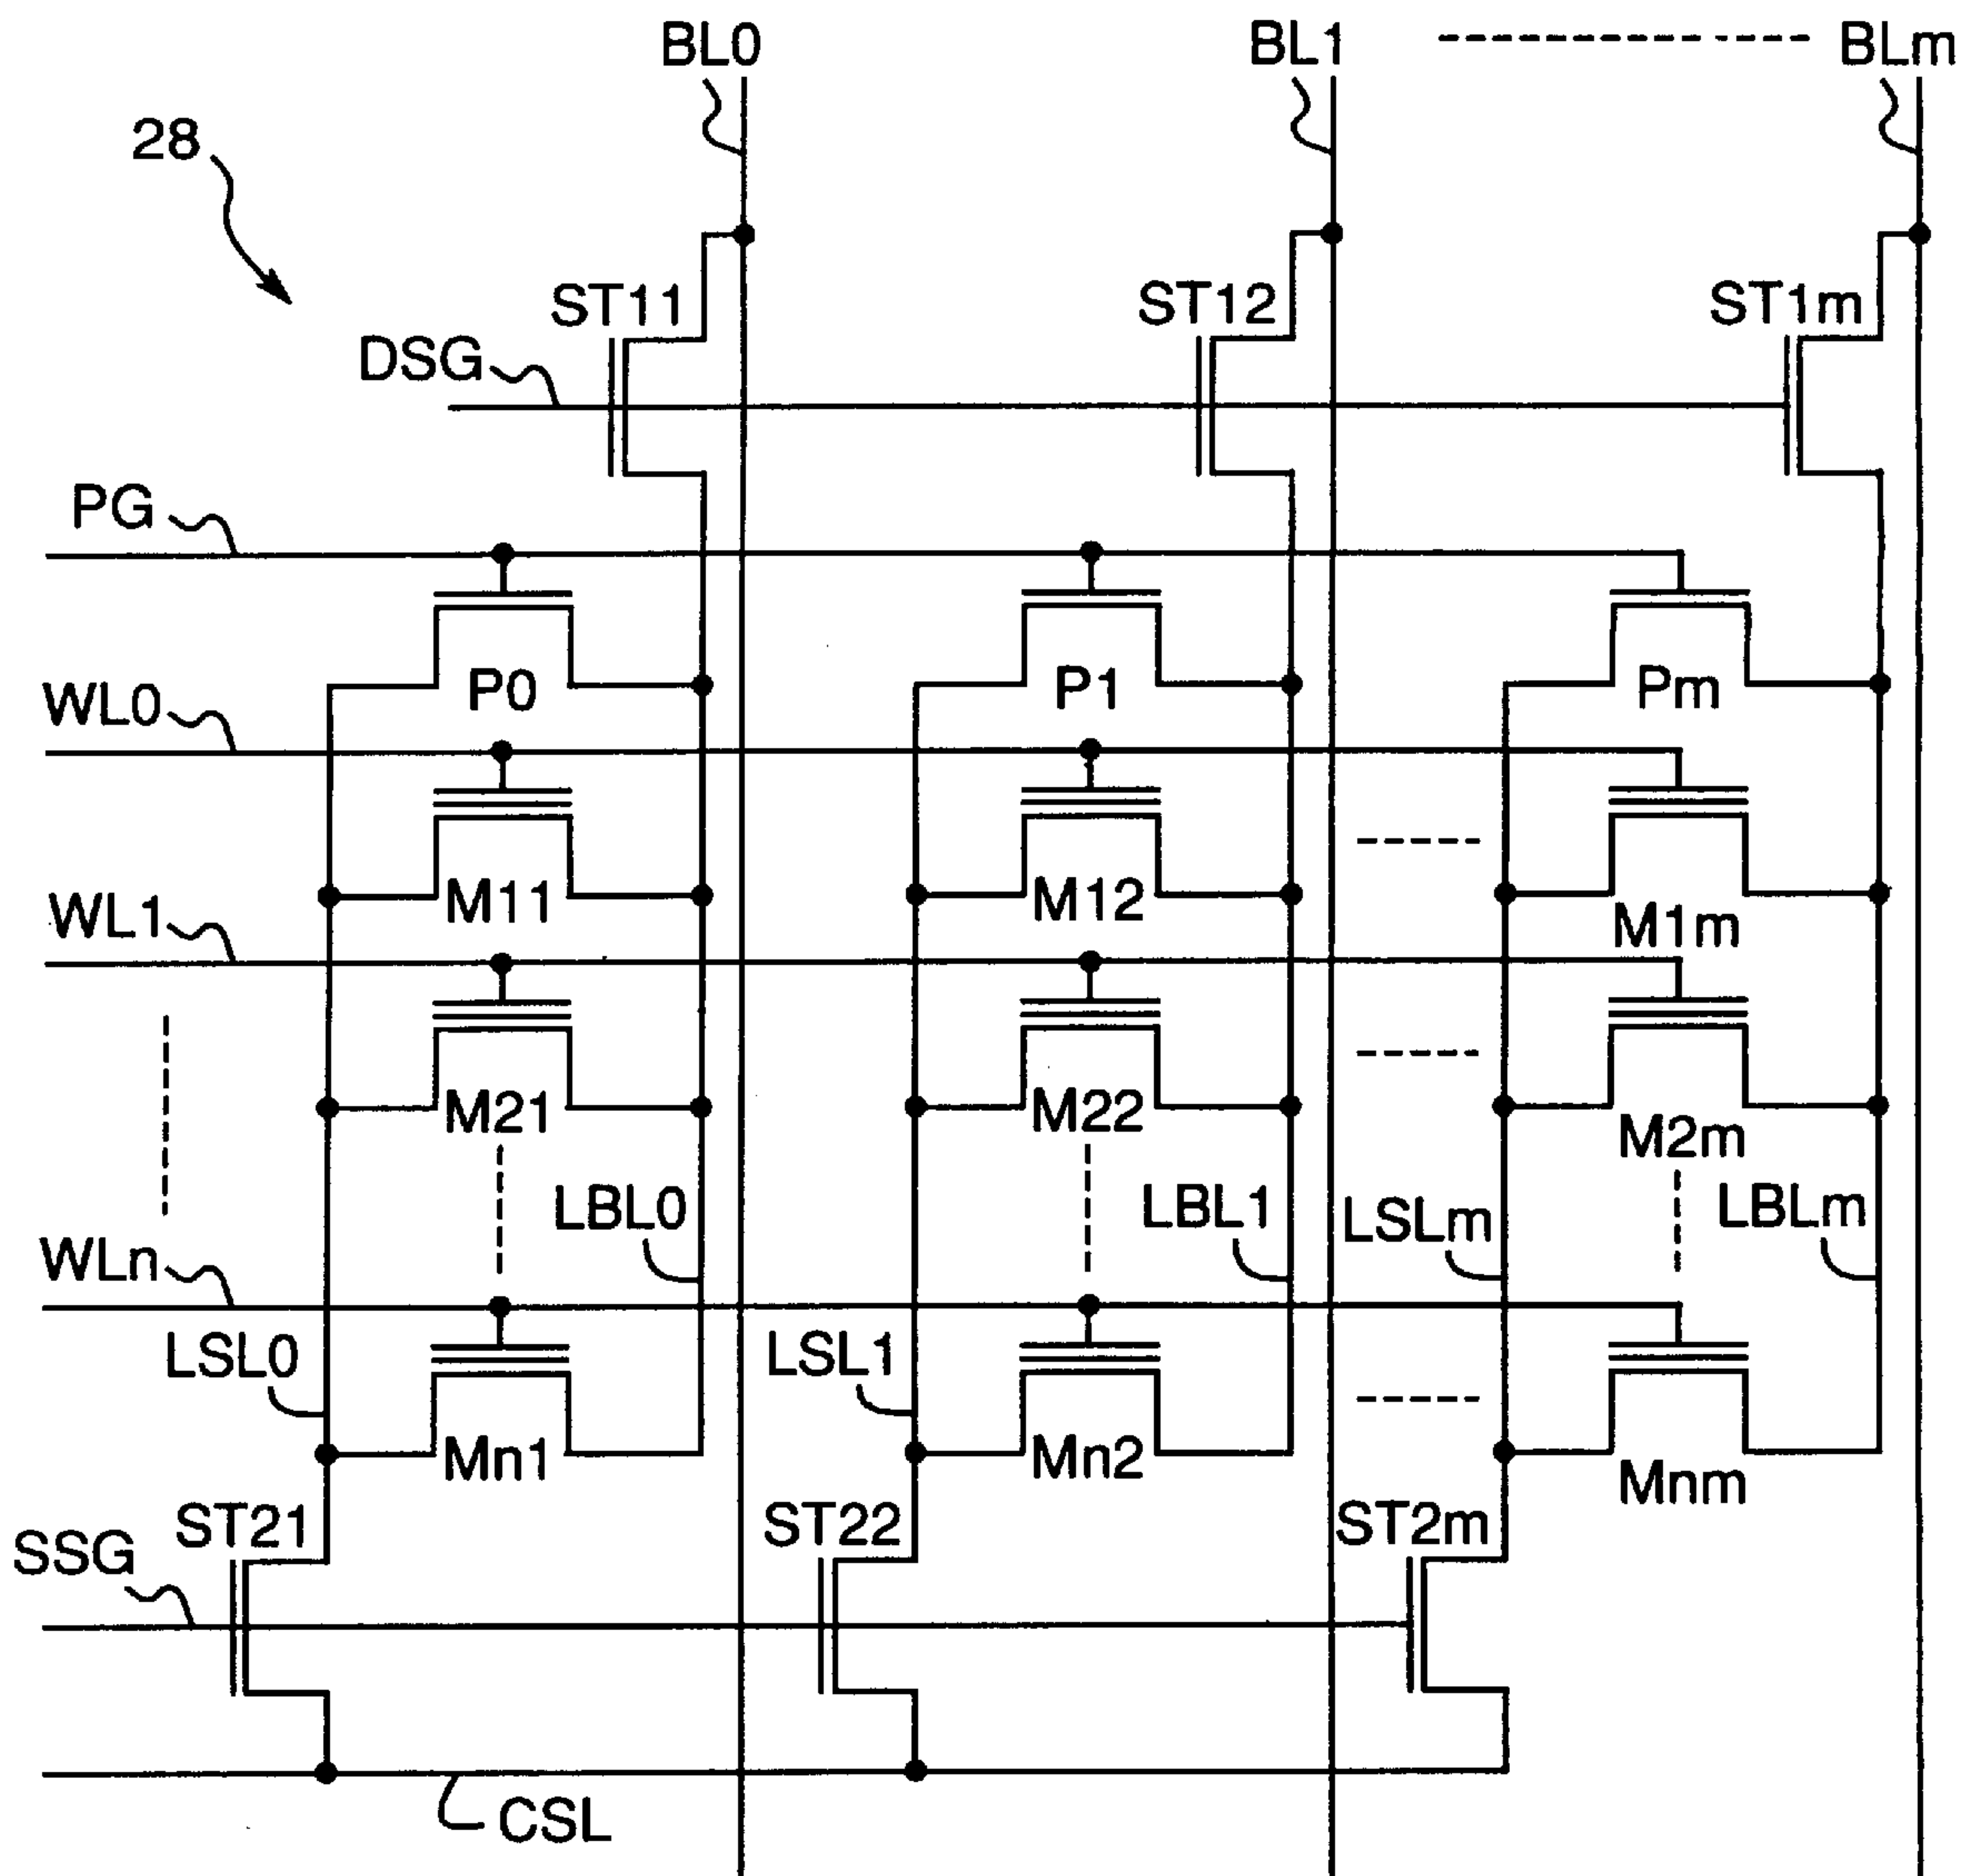 BL0 BL1 BLm
28
ST11 ST12 ST1m
DSG
PG
P0 P1 Pm
WL0
M11 M12 M1m
WL1
M21 M22 M2m
LBL0 LBL1 LSLm LBLm
WLn
LSL0 LSL1
Mn1 Mn2 Mnm
ST21 ST22 ST2m
SSG
CSL